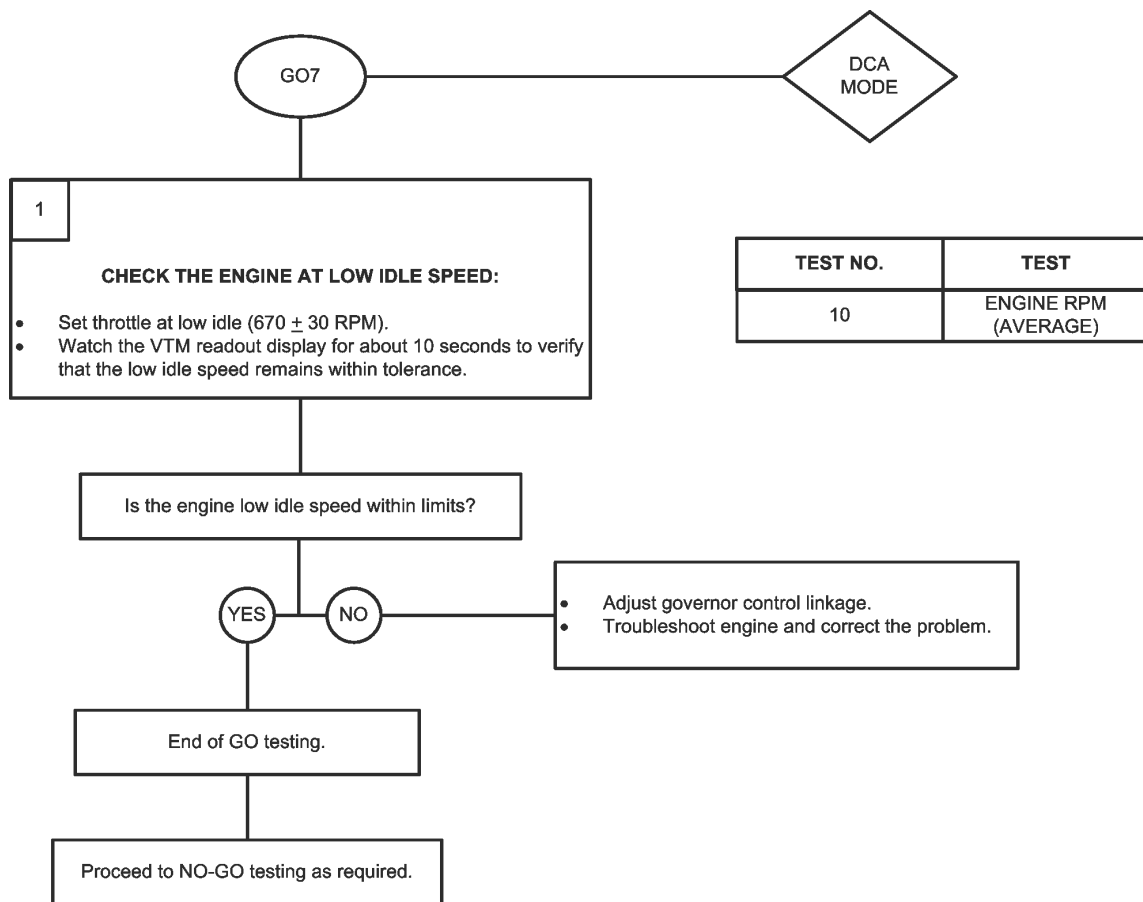 GO7
DCA
MODE
1
CHECK THE ENGINE AT LOW IDLE SPEED:
• Set throttle at low idle (670 ± 30 RPM).
• Watch the VTM readout display for about 10 seconds to verify
that the low idle speed remains within tolerance.
TEST NO. TEST
10 ENGINE RPM
(AVERAGE)
Is the engine low idle speed within limits?
YES NO
• Adjust governor control linkage.
• Troubleshoot engine and correct the problem.
End of GO testing.
Proceed to NO-GO testing as required.